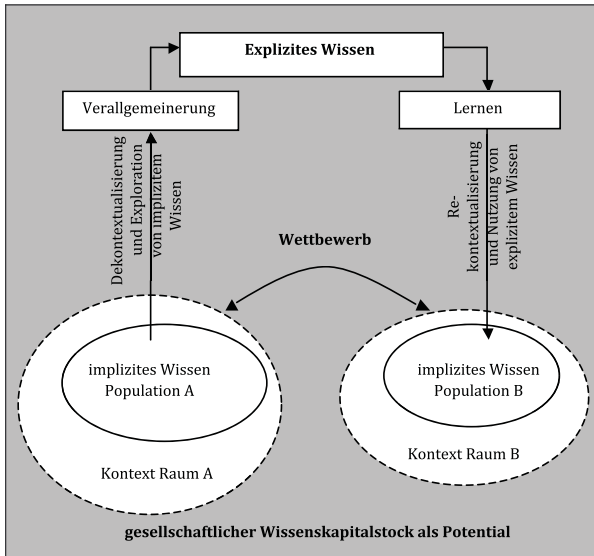 Explizites Wissen
Verallgemeinerung
Lernen
Dekontextualisierung
und Exploration
von implizitem
Wissen
Re-
kontextualisierung
und Nutzung von
explizitem Wissen
Wettbewerb
implizites Wissen
Population A
Kontext Raum A
implizites Wissen
Population B
Kontext Raum B
gesellschaftlicher Wissenskapitalstock als Potential